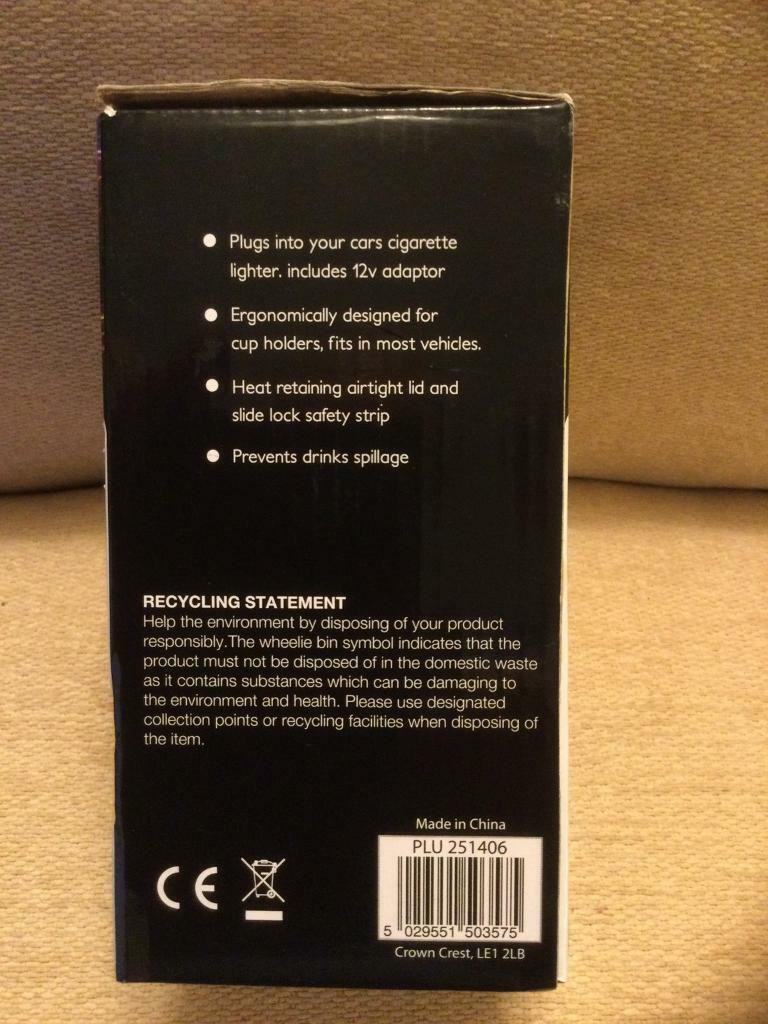 Plugs into your cars cigarette
lighter. includes 12v adaptor
Ergonomically designed for
cup holders, fits in most vehicles.
Heat retaining airtight lid and
slide lock safety strip
Prevents drinks spillage
RECYCLING STATEMENT
Help the environment by disposing of your product
responsibly.The wheelie bin symbol indicates that the
product must not be disposed of in the domestic waste
as it contains substances which can be damaging to
the environment and health. Please use designated
collection points or recycling facilities when disposing of
the item.
CE
Made in China
PLU 251406
5 029551 503575
Crown Crest, LE1 2LB